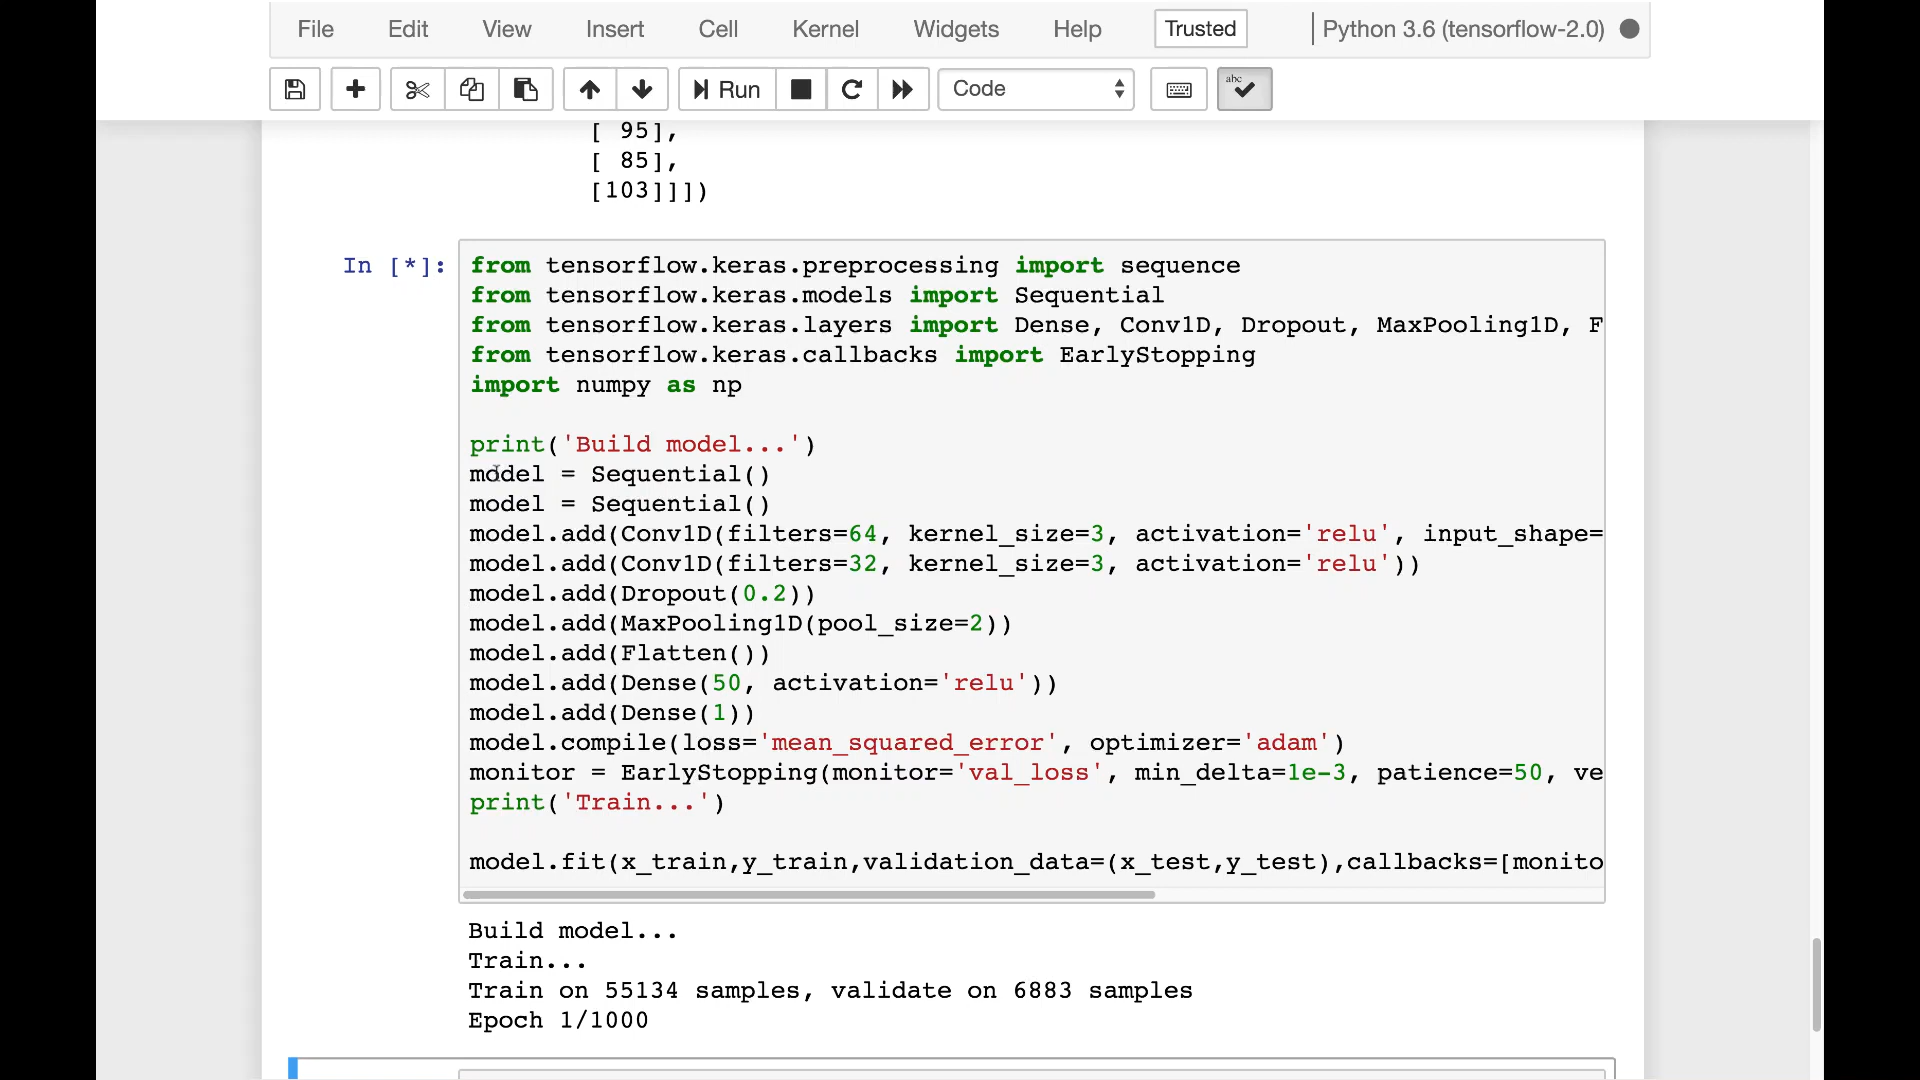 File Edit View Insert Cell Kernel Widgets Help Trusted Python 3.6 (tensorflow-2.0)
Run Code abc
[ 95],
[ 85],
[103]]])
In [*]:
from tensorflow.keras.preprocessing import sequence
from tensorflow.keras.models import Sequential
from tensorflow.keras.layers import Dense, Conv1D, Dropout, MaxPooling1D, F
from tensorflow.keras.callbacks import EarlyStopping
import numpy as np
print('Build model...')
model = Sequential()
model = Sequential()
model.add(Conv1D(filters=64, kernel_size=3, activation='relu', input_shape=
model.add(Conv1D(filters=32, kernel_size=3, activation='relu'))
model.add(Dropout(0.2))
model.add(MaxPooling1D(pool_size=2))
model.add(Flatten())
model.add(Dense(50, activation='relu'))
model.add(Dense(1))
model.compile(loss='mean_squared_error', optimizer='adam')
monitor = EarlyStopping(monitor='val_loss', min_delta=1e-3, patience=50, ve
print('Train...')
model.fit(x_train,y_train,validation_data=(x_test,y_test),callbacks=[monito
Build model...
Train...
Train on 55134 samples, validate on 6883 samples
Epoch 1/1000